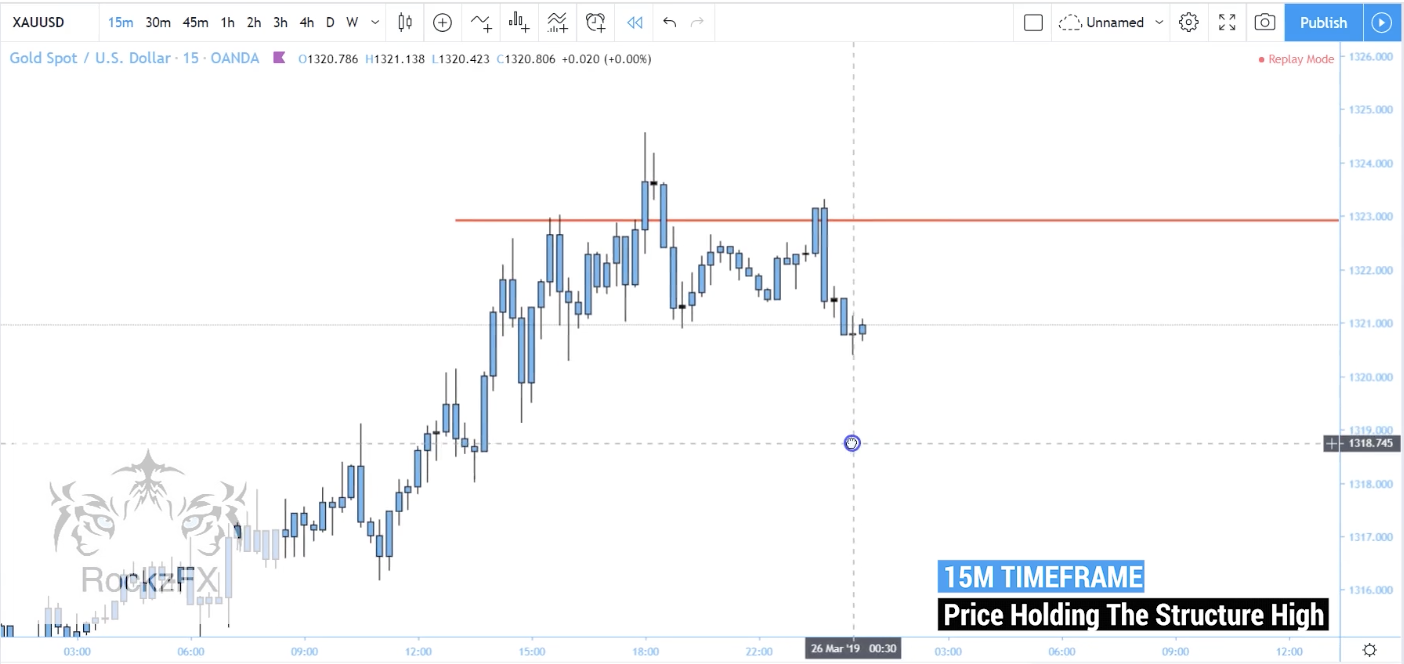 XAUUSD 15m 30m 45m 1h 2h 3h 4h D W Unnamed Publish
Gold Spot / U.S. Dollar · 15 · OANDA O1320.786 H1321.138 L1320.423 C1320.806 +0.020 (+0.00%)
Replay Mode
1326.000
1325.000
1324.000
1323.000
1322.000
1321.000
1320.000
1319.000
1318.745
1318.000
1317.000
1316.000
RockzFX
15M TIMEFRAME
Price Holding The Structure High
03:00 06:00 09:00 12:00 15:00 18:00 22:00 26 Mar '19 00:30 03:00 06:00 09:00 12:00